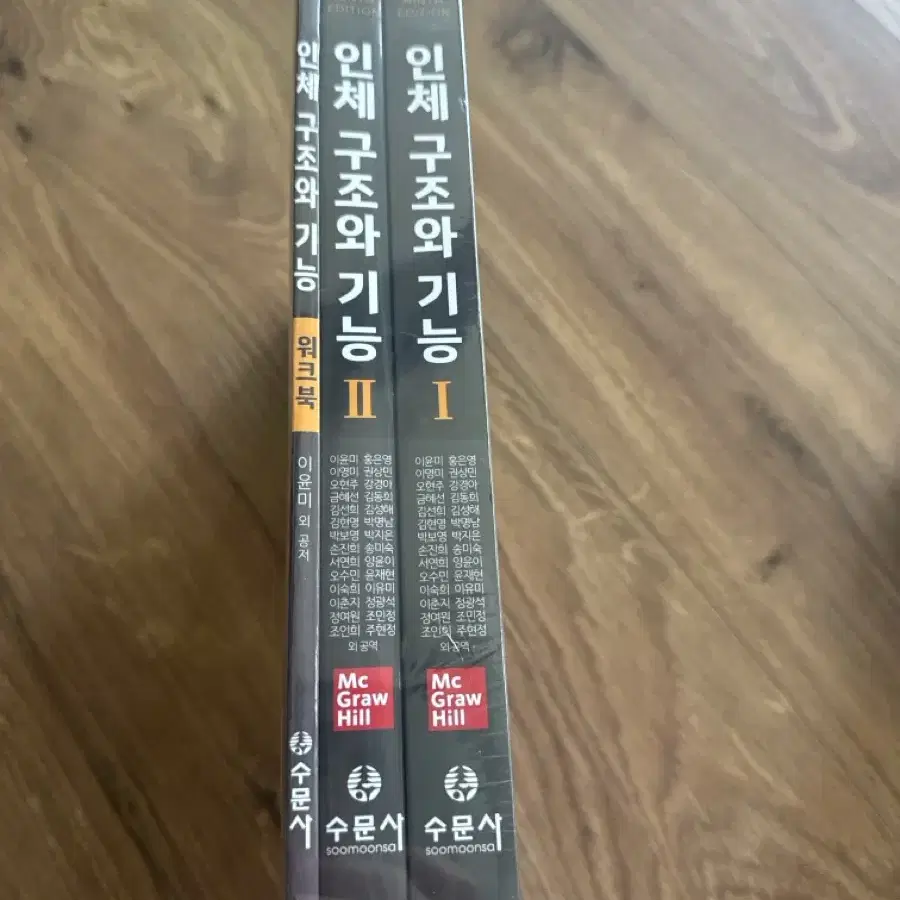 인체 구조와 기능
워크북
이윤미 외 공저
수문사
EDITION
인체 구조와 기능
II
이윤미 홍은영
이영미 권상민
오현주 강경아
금혜선 김동희
김선희 김성해
김현영 박명남
박보영 박지은
손진희 송미숙
서연희 양윤이
오수민 윤재현
이숙희 이유미
이춘지 정광석
정여원 조민정
조인희 주현정
외 공역
Mc
Graw
Hill
수문사
soomoonsa
EDITION
인체 구조와 기능
I
이윤미 홍은영
이영미 권상민
오현주 강경아
금혜선 김동희
김선희 김성해
김현영 박명남
박보영 박지은
손진희 송미숙
서연희 양윤이
오수민 윤재현
이숙희 이유미
이춘지 정광석
정여원 조민정
조인희 주현정
외 공역
Mc
Graw
Hill
수문사
soomoonsa